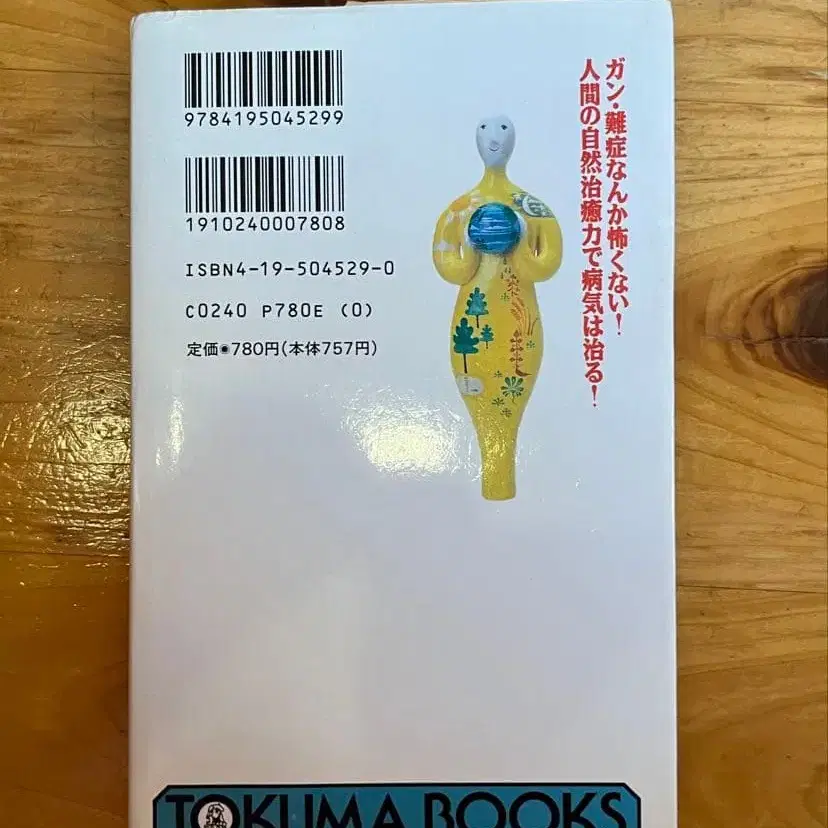 ガン・難症なんか怖くない!
人間の自然治癒力で病気は治る!
9784195045299
1910240007808
ISBN4-19-504529-0
C0240 P780E (0)
定価●780円(本体757円)
TOKUMA BOOKS